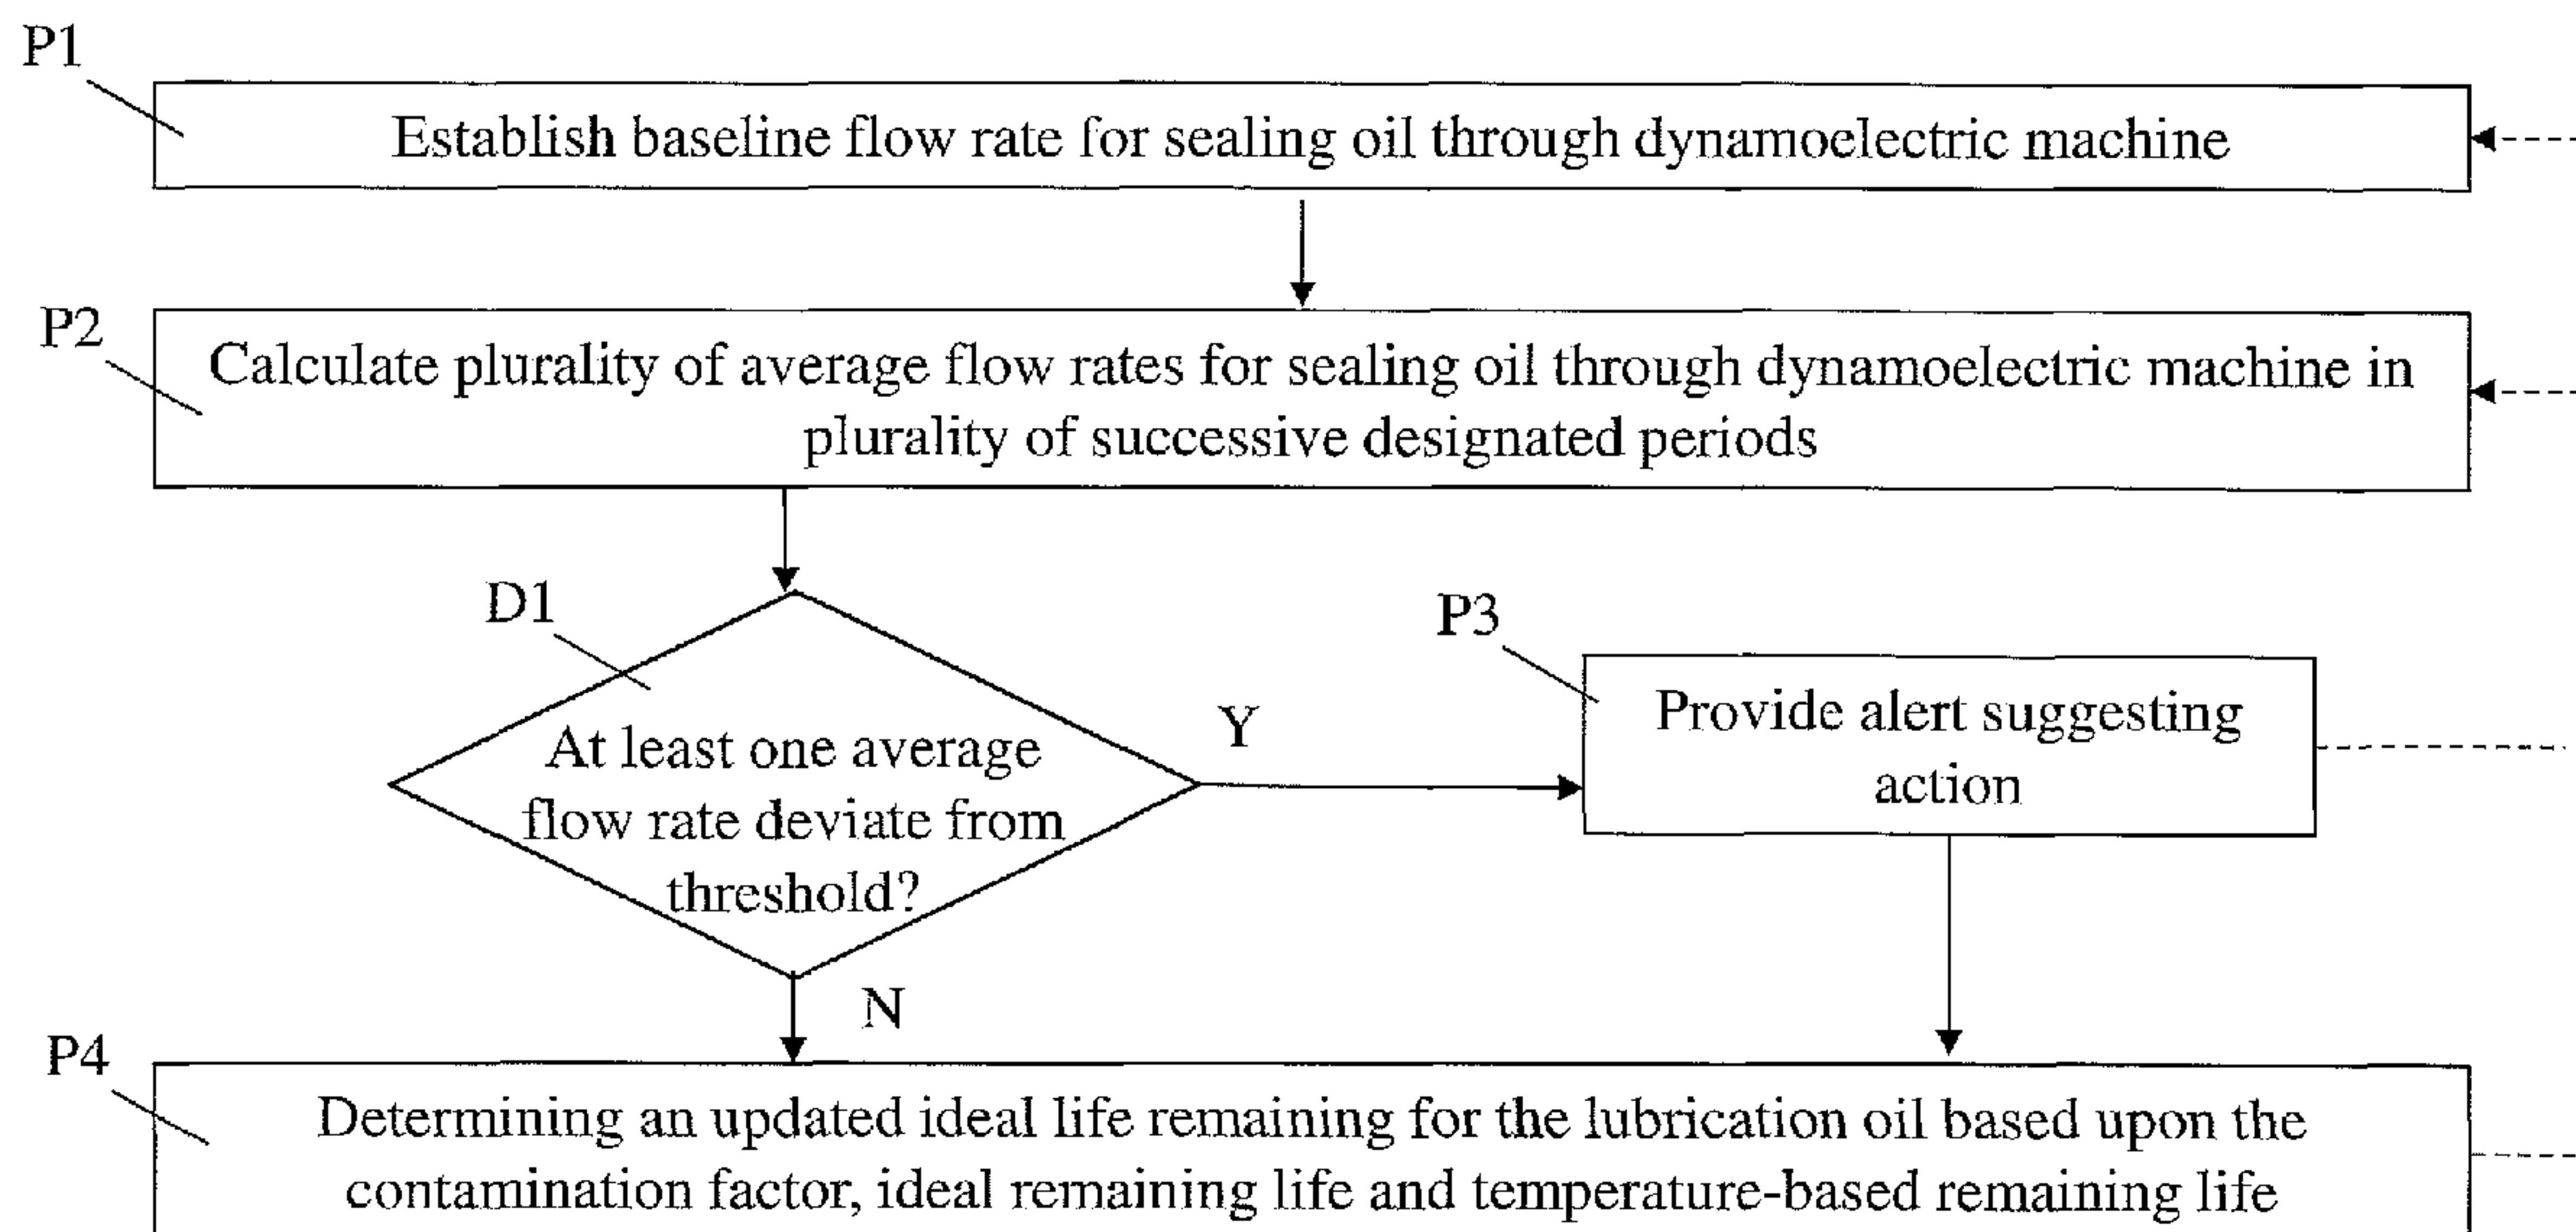 P1
Establish baseline flow rate for sealing oil through dynamoelectric machine
P2
Calculate plurality of average flow rates for sealing oil through dynamoelectric machine in
plurality of successive designated periods
D1
At least one average
flow rate deviate from
threshold?
Y
P3
Provide alert suggesting
action
N
P4
Determining an updated ideal life remaining for the lubrication oil based upon the
contamination factor, ideal remaining life and temperature-based remaining life